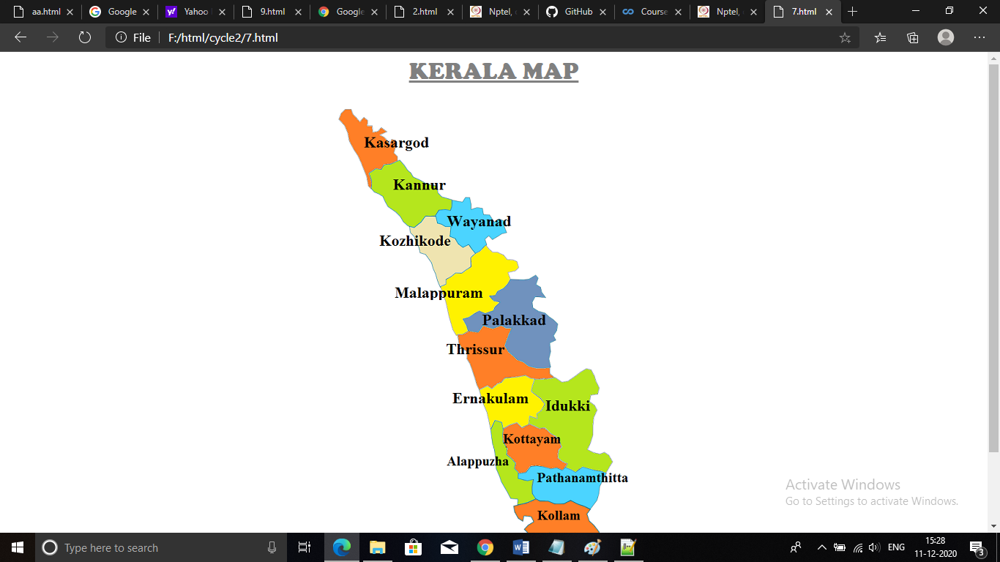 aa.html
Google
Yahoo
9.html
Google
2.html
Nptel,
GitHub
Course
Nptel,
7.html
File
F:/html/cycle2/7.html
KERALA MAP
Kasargod
Kannur
Wayanad
Kozhikode
Malappuram
Palakkad
Thrissur
Ernakulam
Idukki
Kottayam
Alappuzha
Pathanamthitta
Kollam
Activate Windows
Go to Settings to activate Windows.
Type here to search
ENG
15:28
11-12-2020
3